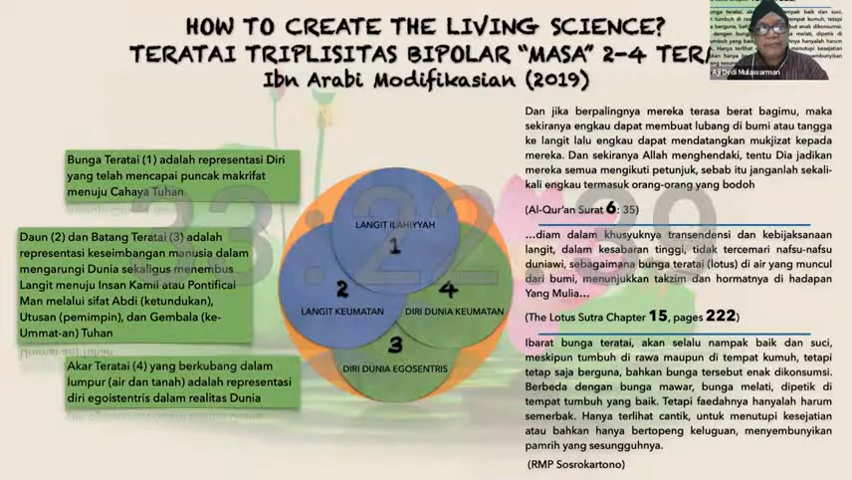 HOW TO CREATE THE LIVING SCIENCE?
TERATAI TRIPLISITAS BIPOLAR “MASA” 2-4 TERA
Ibn Arabi Modifikasian (2019)
Aji Dedi Mulawarman
Bunga Teratai (1) adalah representasi Diri
yang telah mencapai puncak makrifat
menuju Cahaya Tuhan
Daun (2) dan Batang Teratai (3) adalah
representasi keseimbangan manusia dalam
mengarungi Dunia sekaligus menembus
Langit menuju Insan Kamil atau Pontifical
Man melalui sifat Abdi (ketundukan),
Utusan (pemimpin), dan Gembala (ke-
Ummat-an) Tuhan
Akar Teratai (4) yang berkubang dalam
lumpur (air dan tanah) adalah representasi
diri egoistentris dalam realitas Dunia
LANGIT ILAHIYYAH
1
2
LANGIT KEUMATAN
4
DIRI DUNIA KEUMATAN
3
DIRI DUNIA EGOSENTRIS
33:22.39
Dan jika berpalingnya mereka terasa berat bagimu, maka
sekiranya engkau dapat membuat lubang di bumi atau tangga
ke langit lalu engkau dapat mendatangkan mukjizat kepada
mereka. Dan sekiranya Allah menghendaki, tentu Dia jadikan
mereka semua mengikuti petunjuk, sebab itu janganlah sekali-
kali engkau termasuk orang-orang yang bodoh
(Al-Qur’an Surat 6: 35)
...diam dalam khusyuknya transendensi dan kebijaksanaan
langit, dalam kesabaran tinggi, tidak tercemari nafsu-nafsu
duniawi, sebagaimana bunga teratai (lotus) di air yang muncul
dari bumi, menunjukkan takzim dan hormatnya di hadapan
Yang Mulia...
(The Lotus Sutra Chapter 15, pages 222)
Ibarat bunga teratai, akan selalu nampak baik dan suci,
meskipun tumbuh di rawa maupun di tempat kumuh, tetapi
tetap saja berguna, bahkan bunga tersebut enak dikonsumsi.
Berbeda dengan bunga mawar, bunga melati, dipetik di
tempat tumbuh yang baik. Tetapi faedahnya hanyalah harum
semerbak. Hanya terlihat cantik, untuk menutupi kesejatian
atau bahkan hanya bertopeng keluguan, menyembunyikan
pamrih yang sesungguhnya.
(RMP Sosrokartono)